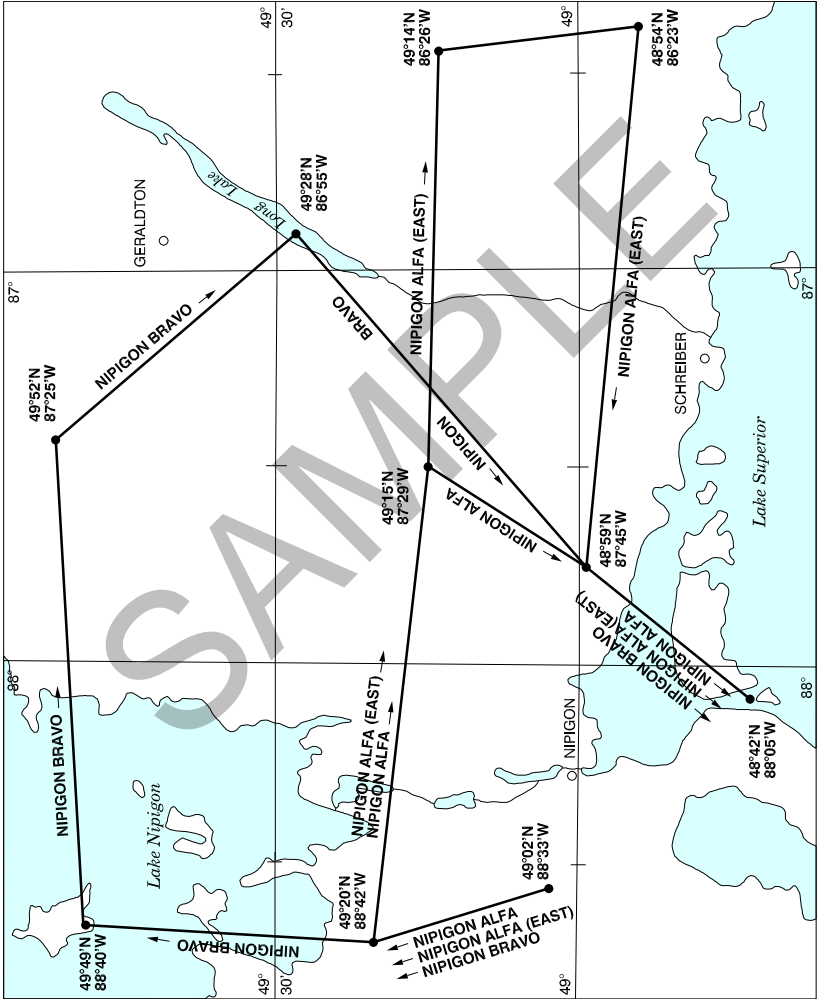 49°
30'
49°14'N
86°26'W
48°54'N
86°23'W
GERALDTON
Long
Lake
49°28'N
86°55'W
87°
87°
NIPIGON ALFA (EAST)
NIPIGON ALFA (EAST)
NIPIGON BRAVO
BRAVO
NIPIGON
49°52'N
87°25'W
SCHREIBER
49°15'N
87°29'W
NIPIGON ALFA
Lake Superior
48°59'N
87°45'W
NIPIGON BRAVO
NIPIGON ALFA (EAST)
NIPIGON ALFA
88°
88°
NIPIGON BRAVO
NIPIGON ALFA (EAST)
NIPIGON ALFA
NIPIGON
48°42'N
88°05'W
Lake Nipigon
49°02'N
88°33'W
49°20'N
88°42'W
NIPIGON BRAVO
NIPIGON ALFA
NIPIGON ALFA (EAST)
NIPIGON BRAVO
49°49'N
88°40'W
49°
30'
49°
SAMPLE